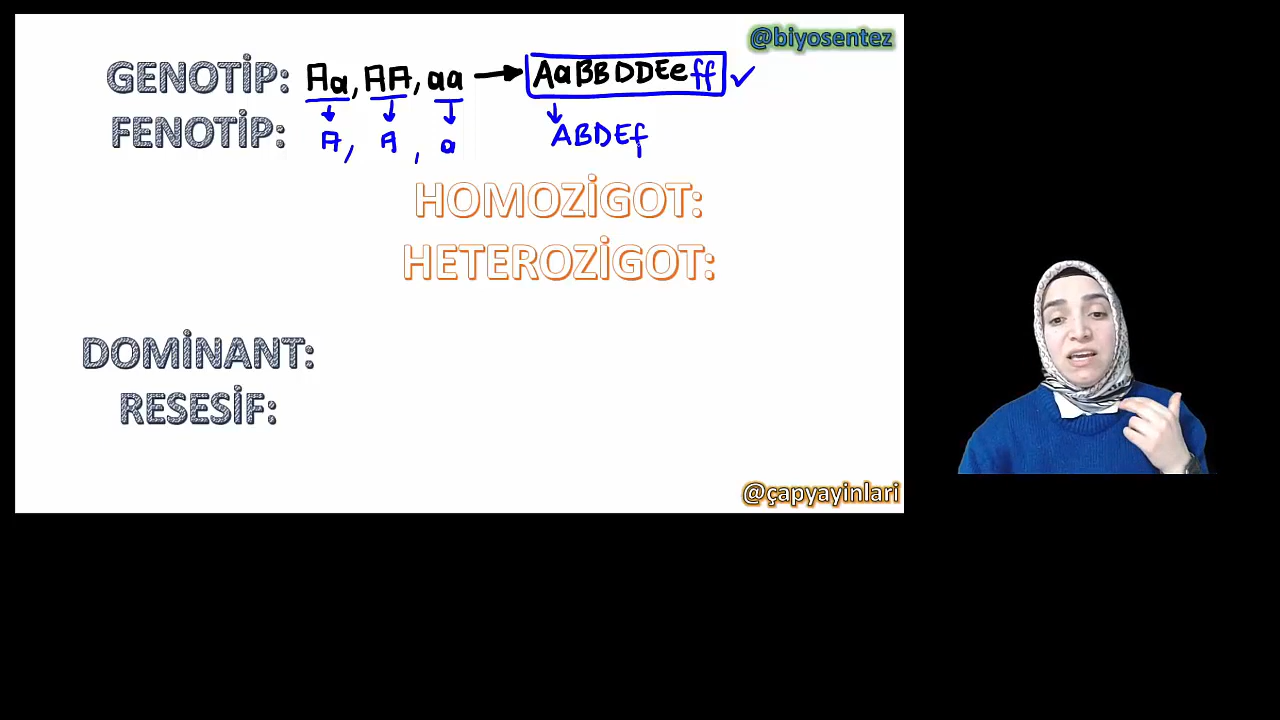 @biyosentez
GENOTİP: Aa, AA, aa → AaBBDDEeff ✓
FENOTİP: A, A, a ABDEf
HOMOZİGOT:
HETEROZİGOT:
DOMİNANT:
RESESİF:
@çapyayinlari